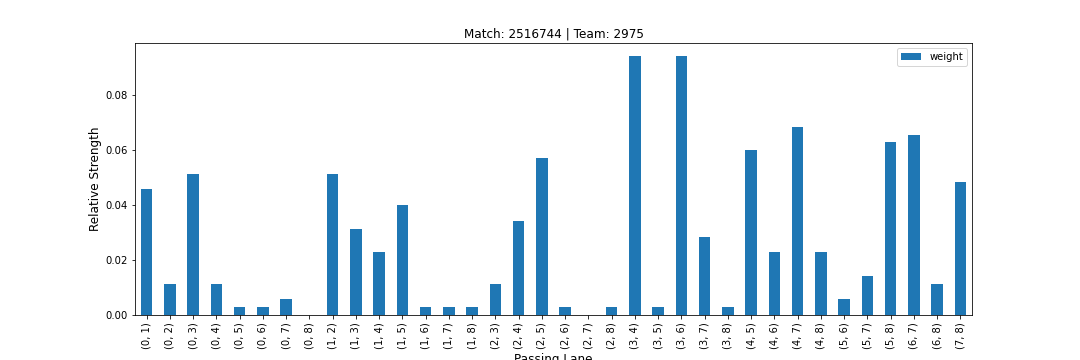 Match: 2516744 | Team: 2975
weight
Relative Strength
0.08
0.06
0.04
0.02
0.00
(0, 1) (0, 2) (0, 3) (0, 4) (0, 5) (0, 6) (0, 7) (0, 8) (1, 2) (1, 3) (1, 4) (1, 5) (1, 6) (1, 7) (1, 8) (2, 3) (2, 4) (2, 5) (2, 6) (2, 7) (2, 8) (3, 4) (3, 5) (3, 6) (3, 7) (3, 8) (4, 5) (4, 6) (4, 7) (4, 8) (5, 6) (5, 7) (5, 8) (6, 7) (6, 8) (7, 8)
Passing Lane